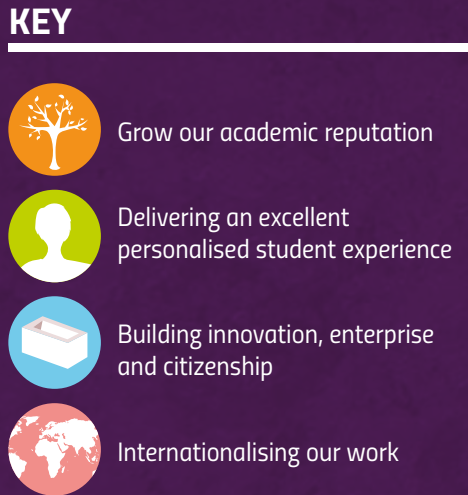 KEY
Grow our academic reputation
Delivering an excellent
personalised student experience
Building innovation, enterprise
and citizenship
Internationalising our work